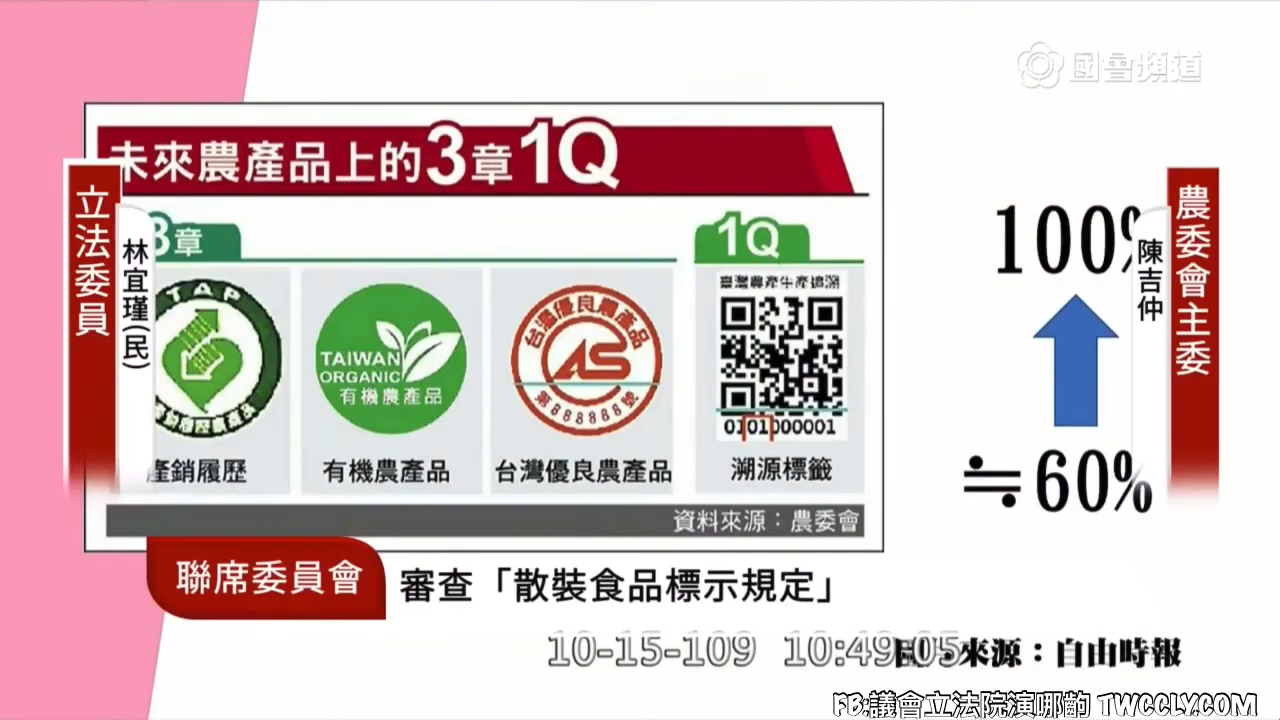 國會頻道
未來農產品上的3章1Q
立法委員
林宜瑾(民)
3章
1Q
TAP
TAIWAN
ORGANIC
有機農產品
台灣優良農產品
第888888號
臺灣農產生產追溯
0101000001
產銷履歷
有機農產品
台灣優良農產品
溯源標籤
資料來源：農委會
100%
≒60%
農委會主委
陳吉仲
聯席委員會
審查「散裝食品標示規定」
10-15-109 10:49:05
來源：自由時報
FB:議會立法院演哪齣 TWCCLY.COM